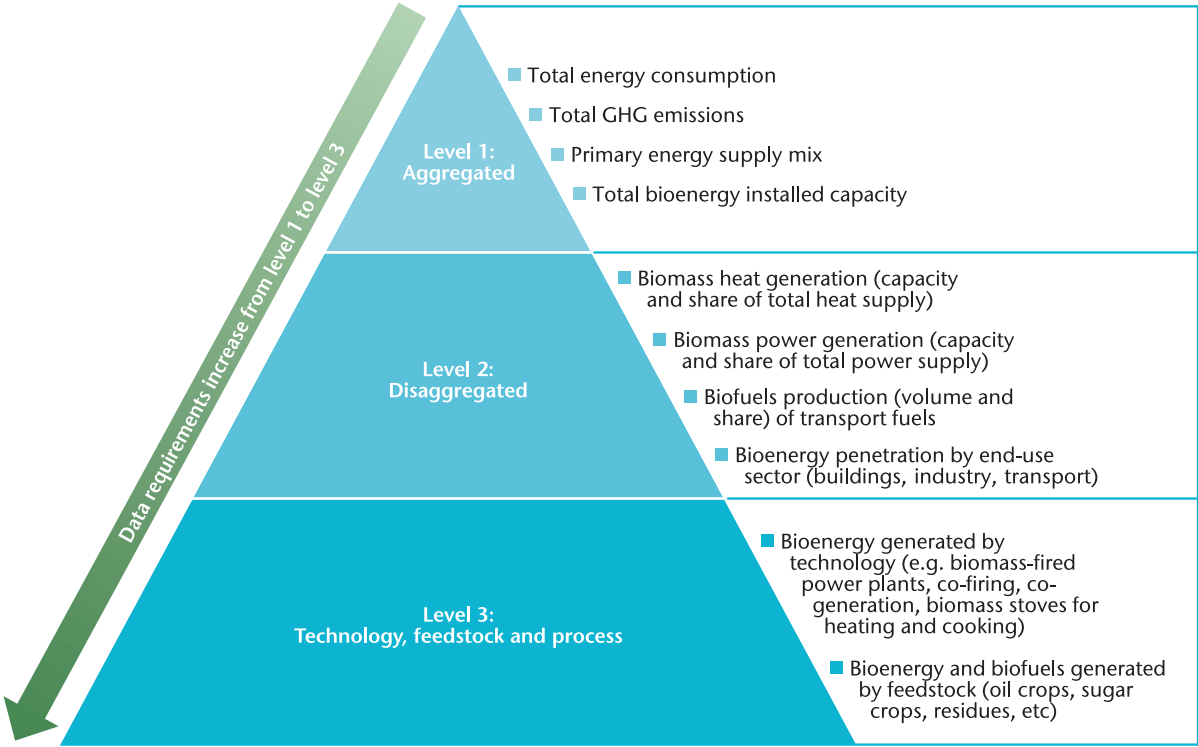 Data requirements increase from level 1 to level 3
Level 1:
Aggregated
Total energy consumption
Total GHG emissions
Primary energy supply mix
Total bioenergy installed capacity
Level 2:
Disaggregated
Biomass heat generation (capacity
and share of total heat supply)
Biomass power generation (capacity
and share of total power supply)
Biofuels production (volume and
share) of transport fuels
Bioenergy penetration by end-use
sector (buildings, industry, transport)
Level 3:
Technology, feedstock and process
Bioenergy generated by
technology (e.g. biomass-fired
power plants, co-firing, co-
generation, biomass stoves for
heating and cooking)
Bioenergy and biofuels generated
by feedstock (oil crops, sugar
crops, residues, etc)